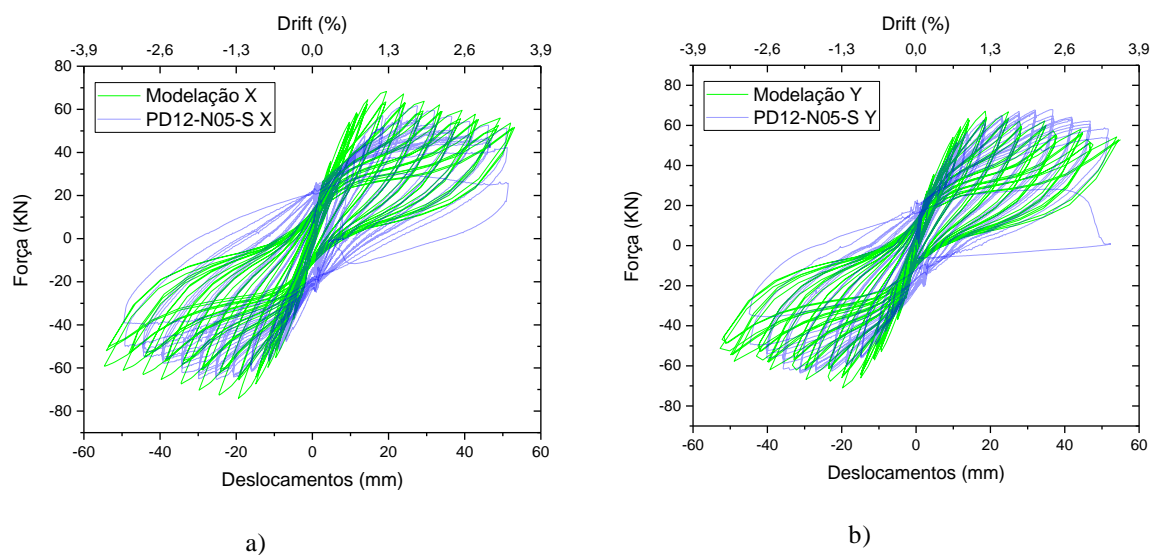 Drift (%)
-3,9 -2,6 -1,3 0,0 1,3 2,6 3,9
80
60
40
20
0
-20
-40
-60
-80
Força (KN)
Modelação X
PD12-N05-S X
-60 -40 -20 0 20 40 60
Deslocamentos (mm)
a)
Drift (%)
-3,9 -2,6 -1,3 0,0 1,3 2,6 3,9
80
60
40
20
0
-20
-40
-60
-80
Força (KN)
Modelação Y
PD12-N05-S Y
-60 -40 -20 0 20 40 60
Deslocamentos (mm)
b)